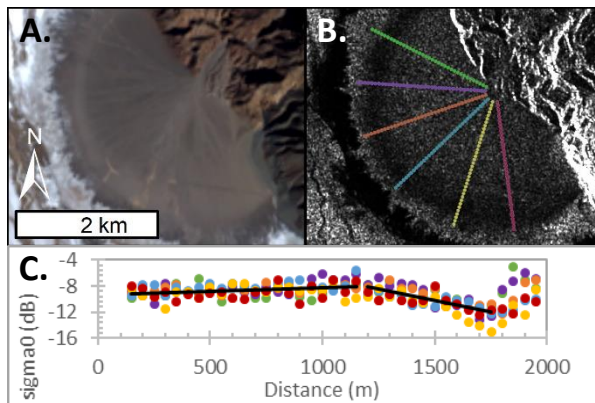 A.
B.
N
2 km
C.
-4
-8
-12
-16
sigma0 (dB)
0
500
1000
1500
2000
Distance (m)